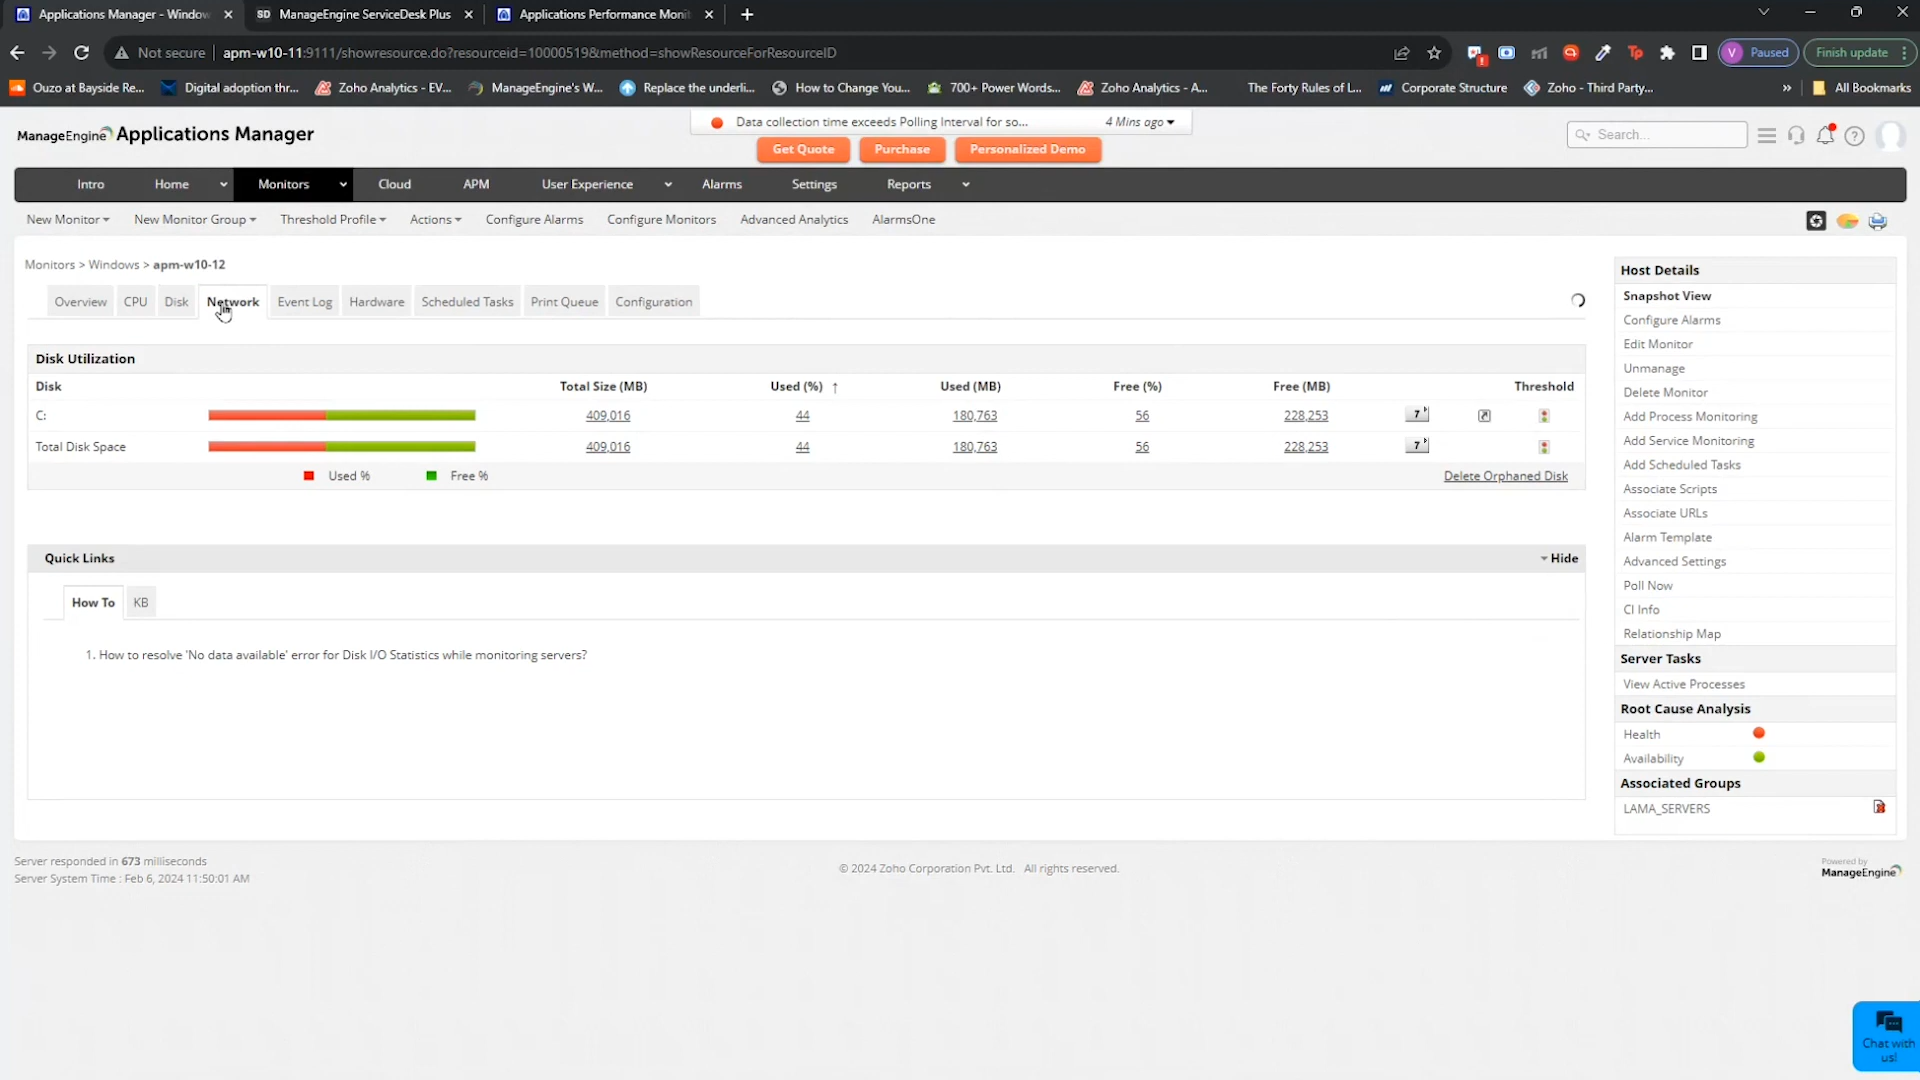 Applications Manager - Window
ManageEngine ServiceDesk Plus
Applications Performance Monit
Not secure
apm-w10-11:9111/showresource.do?resourceid=10000519&method=showResourceForResourceID
V Paused
Finish update
Ouzo at Bayside Re...
Digital adoption thr...
Zoho Analytics - EV...
ManageEngine's W...
Replace the underli...
How to Change You...
700+ Power Words...
Zoho Analytics - A...
The Forty Rules of L...
Corporate Structure
Zoho - Third Party...
»
All Bookmarks
ManageEngine Applications Manager
Data collection time exceeds Polling Interval for so...
4 Mins ago
Get Quote
Purchase
Personalized Demo
Search...
Intro
Home
Monitors
Cloud
APM
User Experience
Alarms
Settings
Reports
New Monitor
New Monitor Group
Threshold Profile
Actions
Configure Alarms
Configure Monitors
Advanced Analytics
AlarmsOne
Monitors > Windows > apm-w10-12
Overview
CPU
Disk
Network
Event Log
Hardware
Scheduled Tasks
Print Queue
Configuration
Disk Utilization
Disk Total Size (MB) Used (%) ↑ Used (MB) Free (%) Free (MB) Threshold
C: 409,016 44 180,763 56 228,253 7
Total Disk Space 409,016 44 180,763 56 228,253 7
Used % Free %
Delete Orphaned Disk
Quick Links
Hide
How To
KB
1. How to resolve 'No data available' error for Disk I/O Statistics while monitoring servers?
Host Details
Snapshot View
Configure Alarms
Edit Monitor
Unmanage
Delete Monitor
Add Process Monitoring
Add Service Monitoring
Add Scheduled Tasks
Associate Scripts
Associate URLs
Alarm Template
Advanced Settings
Poll Now
CI Info
Relationship Map
Server Tasks
View Active Processes
Root Cause Analysis
Health
Availability
Associated Groups
LAMA_SERVERS
Server responded in 673 milliseconds
Server System Time : Feb 6, 2024 11:50:01 AM
© 2024 Zoho Corporation Pvt. Ltd. All rights reserved.
Powered by
ManageEngine
Chat with
us!